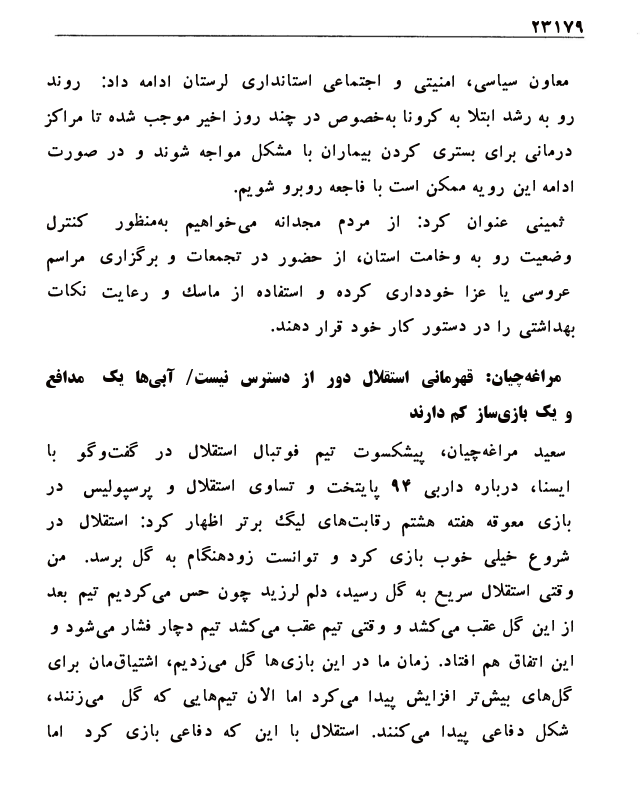 ۲۳۱۷۹
معاون سیاسی، امنیتی و اجتماعی استانداری لرستان ادامه داد: روند
رو به رشد ابتلا به کرونا به‌خصوص در چند روز اخیر موجب شده تا مراکز
درمانی برای بستری کردن بیماران با مشکل مواجه شوند و در صورت
ادامه این رویه ممکن است با فاجعه روبرو شویم.
ثمینی عنوان کرد: از مردم مجدانه می‌خواهیم به‌منظور کنترل
وضعیت رو به وخامت استان، از حضور در تجمعات و برگزاری مراسم
عروسی یا عزا خودداری کرده و استفاده از ماسك و رعایت نکات
بهداشتی را در دستور کار خود قرار دهند.
مراغه‌چیان: قهرمانی استقلال دور از دسترس نیست/ آبی‌ها یک مدافع
و یک بازی‌ساز کم دارند
سعید مراغه‌چیان، پیشکسوت تیم فوتبال استقلال در گفت‌وگو با
ایسنا، درباره داربی ۹۴ پایتخت و تساوی استقلال و پرسپولیس در
بازی معوقه هفته هشتم رقابت‌های لیگ برتر اظهار کرد: استقلال در
شروع خیلی خوب بازی کرد و توانست زودهنگام به گل برسد. من
وقتی استقلال سریع به گل رسید، دلم لرزید چون حس می‌کردیم تیم بعد
از این گل عقب می‌کشد و وقتی تیم عقب می‌کشد تیم دچار فشار می‌شود و
این اتفاق هم افتاد. زمان ما در این بازی‌ها گل می‌زدیم، اشتیاق‌مان برای
گل‌های بیش‌تر افزایش پیدا می‌کرد اما الان تیم‌هایی که گل می‌زنند،
شکل دفاعی پیدا می‌کنند. استقلال با این که دفاعی بازی کرد اما